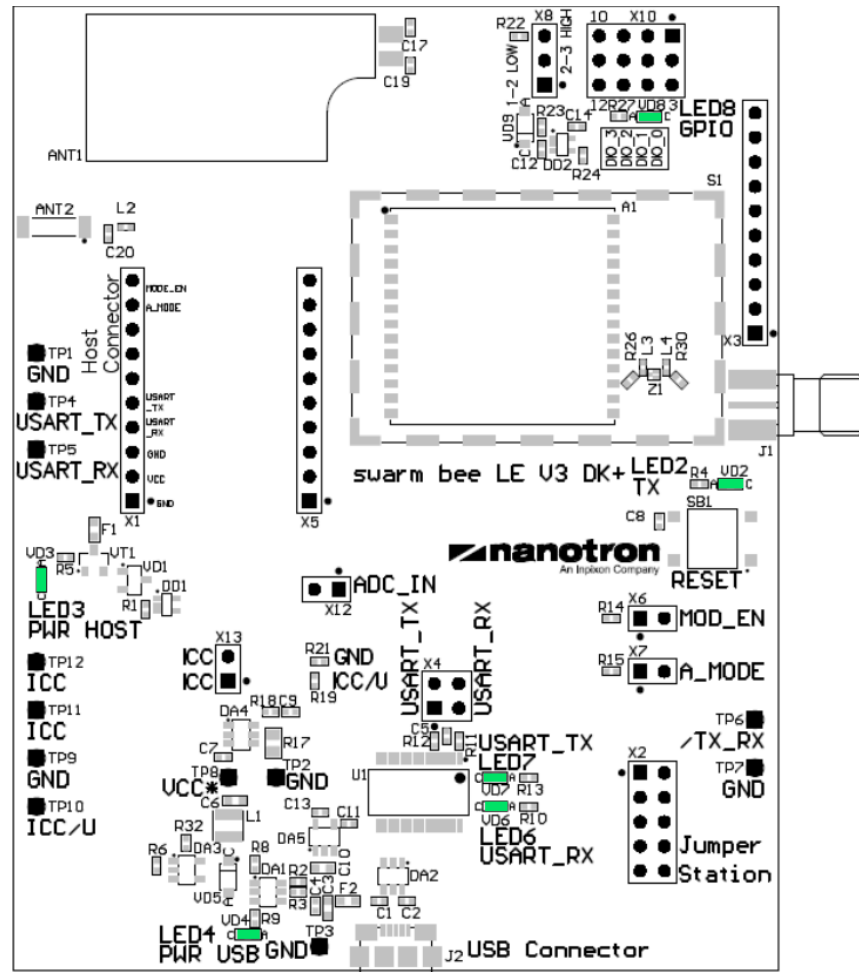 C17
C19
ANT1
R22
X8
1-2 LOW
2-3 HIGH
10 X10
12 R27 A VD8 C 3
LED8
GPIO
VD9
A
C
R23
C14
C12
DD2
R24
DIO_3
DIO_2
DIO_1
DIO_0
S1
ANT2
L2
C20
A1
Host
Connector
MODE_EN
A_MODE
USART
_TX
USART
_RX
GND
VCC
GND
X1
X5
TP1
GND
TP4
USART_TX
TP5
USART_RX
R26
L3
L4
R30
Z1
X3
J1
swarm bee LE V3 DK+
LED2
TX
R4 A VD2 C
SB1
C8
RESET
nanotron
An Inpixon Company
F1
VD3
A
C
R5
VT1
VD1
R1
DD1
LED3
PWR HOST
X12
ADC_IN
X6
R14
MOD_EN
X7
R15
A_MODE
X13
ICC
ICC
R21
GND
R19
ICC/U
USART_TX
X4
USART_RX
TP12
ICC
TP11
ICC
TP9
GND
TP10
ICC/U
R18 C9
DA4
R17
C7
TP8
VCC*
TP2
GND
C6
L1
C5
R12
R11
USART_TX
LED7
U1
C VD7 A R13
C VD6 A R10
LED6
USART_RX
TP6
/TX_RX
TP7
GND
X2
Jumper
Station
C13
C11
DA5
C10
R32
R6
DA3
VD5
C
A
R8
DA1
R2
R3
C4
C3
F2
R9
VD4
C A
LED4
PWR USB
TP3
GND
DA2
C1 C2
J2
USB Connector